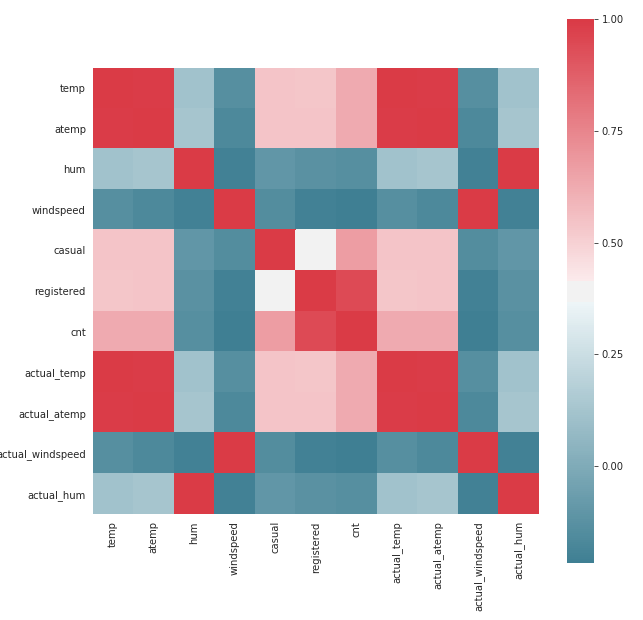 1.00
temp
atemp
0.75
hum
windspeed
0.50
casual
registered
0.25
cnt
actual_temp
actual_atemp
0.00
actual_windspeed
actual_hum
temp
atemp
hum
windspeed
casual
registered
cnt
actual_temp
actual_atemp
actual_windspeed
actual_hum